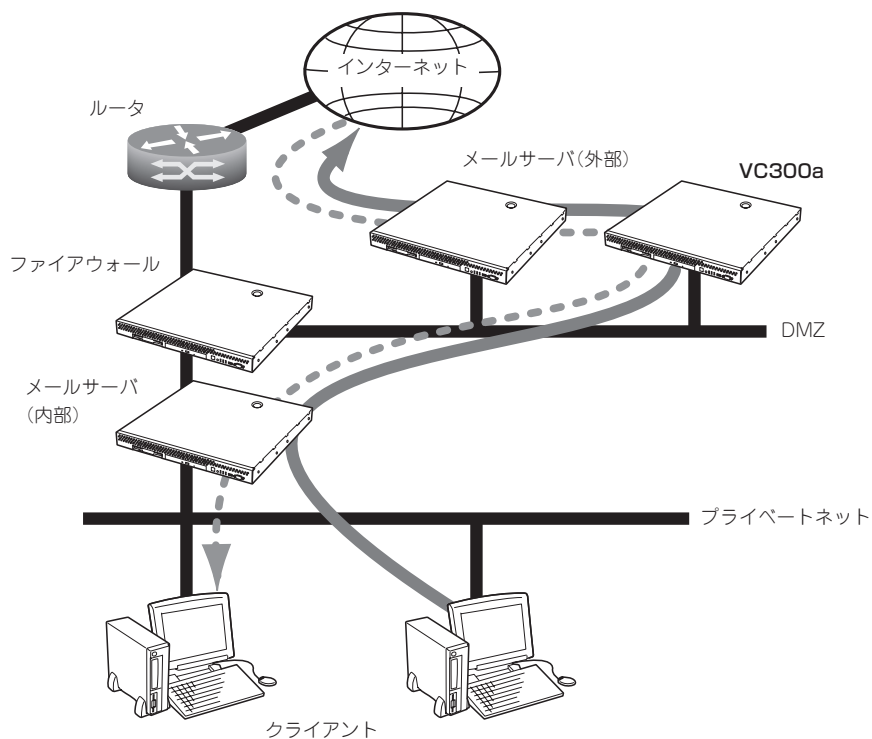 インターネット
ルータ
メールサーバ(外部)
VC300a
ファイアウォール
DMZ
メールサーバ
(内部)
プライベートネット
クライアント